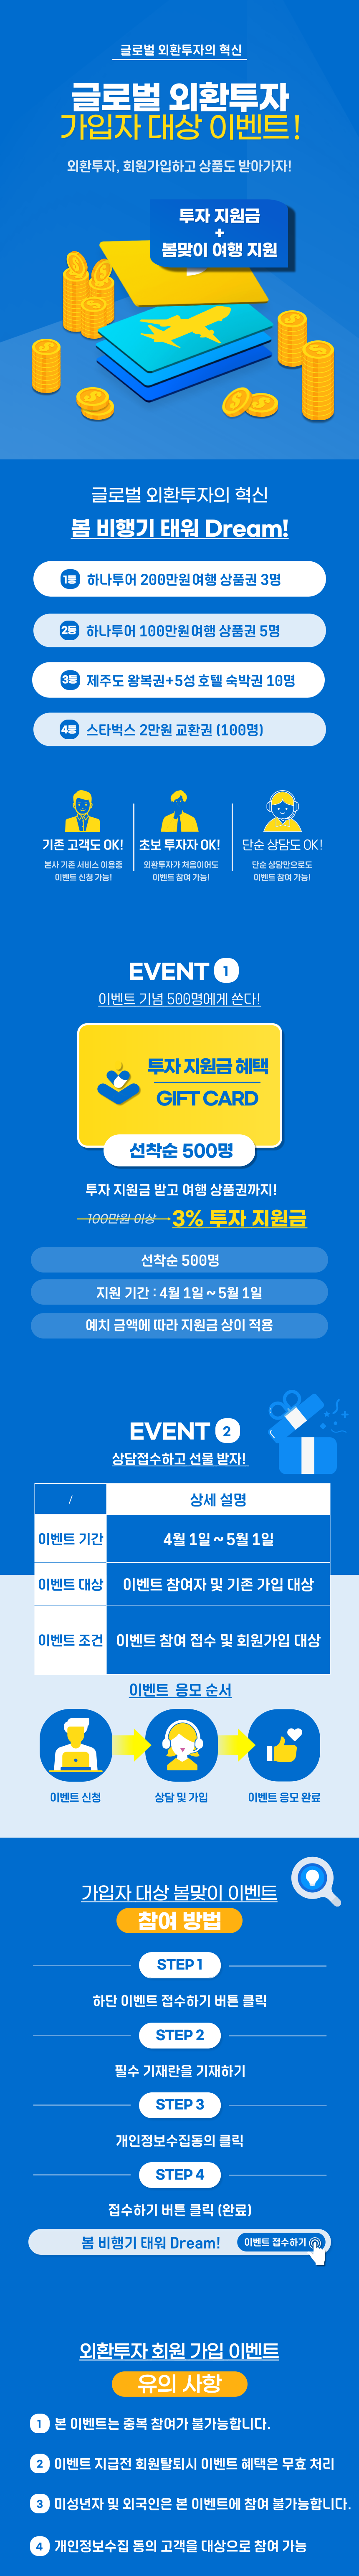 글로벌 외환투자의 혁신
글로벌 외환투자
가입자 대상 이벤트!
외환투자, 회원가입하고 상품도 받아가자!
투자 지원금
+
봄맞이 여행 지원
글로벌 외환투자의 혁신
봄 비행기 태워 Dream!
1등 하나투어 200만원여행 상품권 3명
2등 하나투어 100만원여행 상품권 5명
3등 제주도 왕복권+5성 호텔 숙박권 10명
4등 스타벅스 2만원 교환권 (100명)
기존 고객도 OK!
본사 기존 서비스 이용중
이벤트 신청 가능!
초보 투자자 OK!
외환투자가 처음이어도
이벤트 참여 가능!
단순 상담도 OK!
단순 상담만으로도
이벤트 참여 가능!
EVENT 1
이벤트 기념 500명에게 쏜다!
투자 지원금 혜택
GIFT CARD
선착순 500명
투자 지원금 받고 여행 상품권까지!
100만원 이상 3% 투자 지원금
선착순 500명
지원 기간 : 4월 1일 ~ 5월 1일
예치 금액에 따라 지원금 상이 적용
EVENT 2
상담접수하고 선물 받자!
/ 상세 설명
이벤트 기간 4월 1일 ~ 5월 1일
이벤트 대상 이벤트 참여자 및 기존 가입 대상
이벤트 조건 이벤트 참여 접수 및 회원가입 대상
이벤트 응모 순서
이벤트 신청 상담 및 가입 이벤트 응모 완료
가입자 대상 봄맞이 이벤트
참여 방법
STEP 1
하단 이벤트 접수하기 버튼 클릭
STEP 2
필수 기재란을 기재하기
STEP 3
개인정보수집동의 클릭
STEP 4
접수하기 버튼 클릭 (완료)
봄 비행기 태워 Dream! 이벤트 접수하기
외환투자 회원 가입 이벤트
유의 사항
1 본 이벤트는 중복 참여가 불가능합니다.
2 이벤트 지급전 회원탈퇴시 이벤트 혜택은 무효 처리
3 미성년자 및 외국인은 본 이벤트에 참여 불가능합니다.
4 개인정보수집 동의 고객을 대상으로 참여 가능